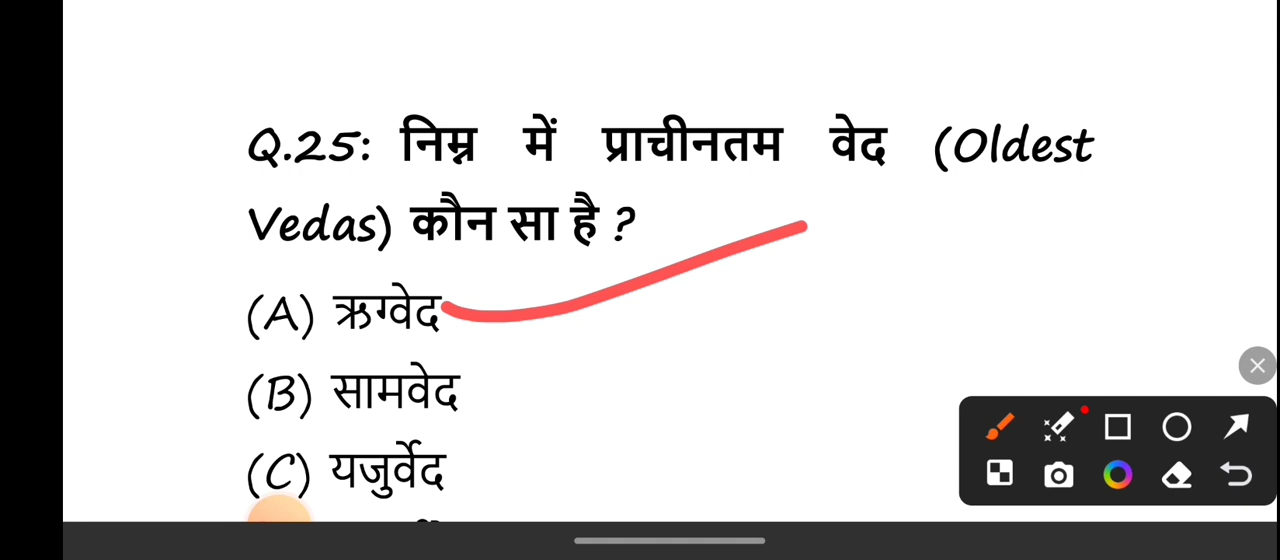 Q.25: निम्न में प्राचीनतम वेद (Oldest
Vedas) कौन सा है ?
(A) ऋग्वेद
(B) सामवेद
(C) यजुर्वेद